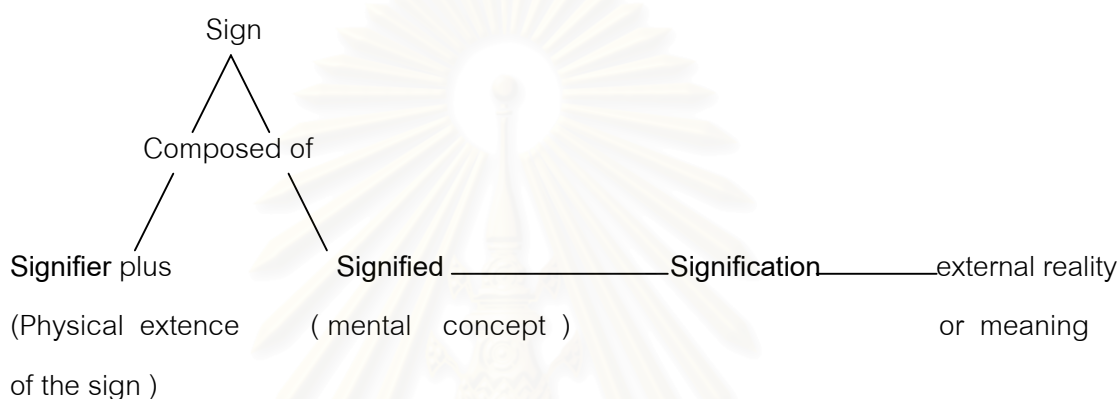 Sign
Composed of
Signifier plus Signified Signification external reality
(Physical extence ( mental concept ) or meaning
of the sign )